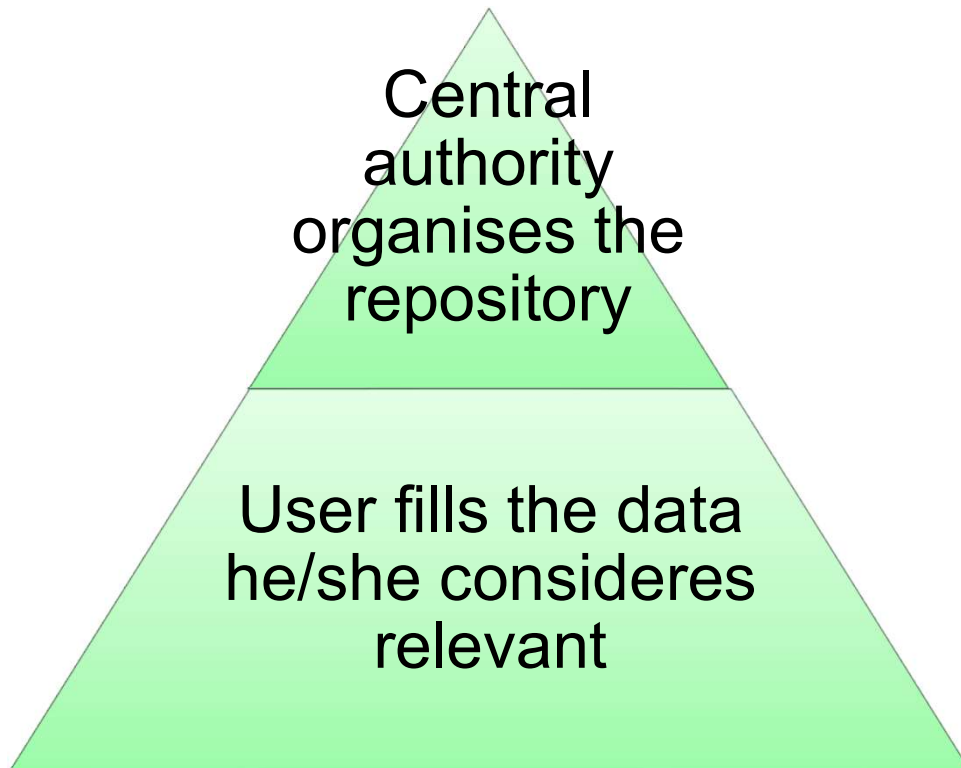 Central
authority
organises the
repository
User fills the data
he/she consideres
relevant